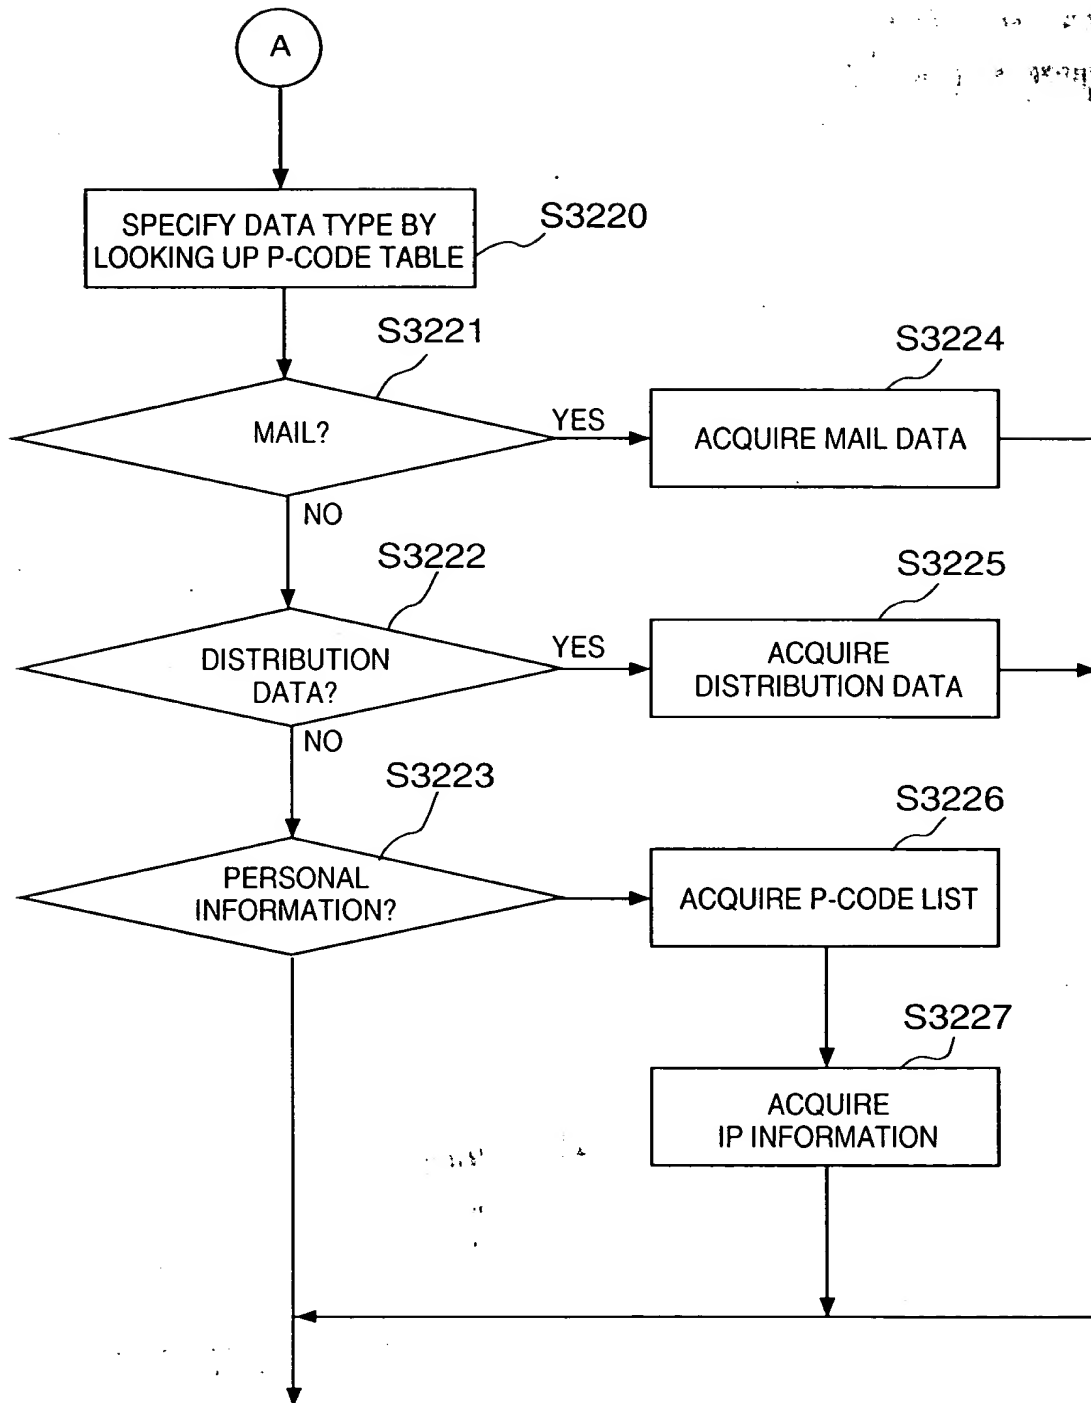 A
SPECIFY DATA TYPE BY
LOOKING UP P-CODE TABLE
S3220
S3221
MAIL?
YES
NO
S3224
ACQUIRE MAIL DATA
S3222
DISTRIBUTION
DATA?
YES
NO
S3225
ACQUIRE
DISTRIBUTION DATA
S3223
PERSONAL
INFORMATION?
S3226
ACQUIRE P-CODE LIST
S3227
ACQUIRE
IP INFORMATION